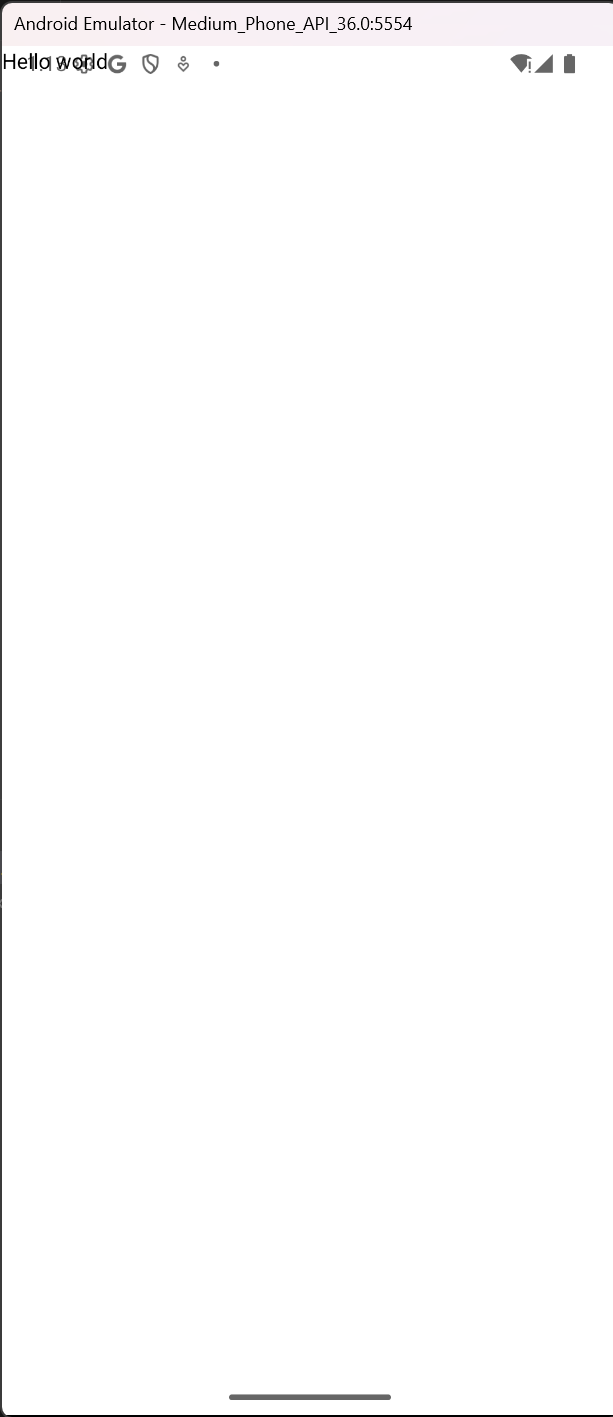 Android Emulator - Medium_Phone_API_36.0:5554
Hello world